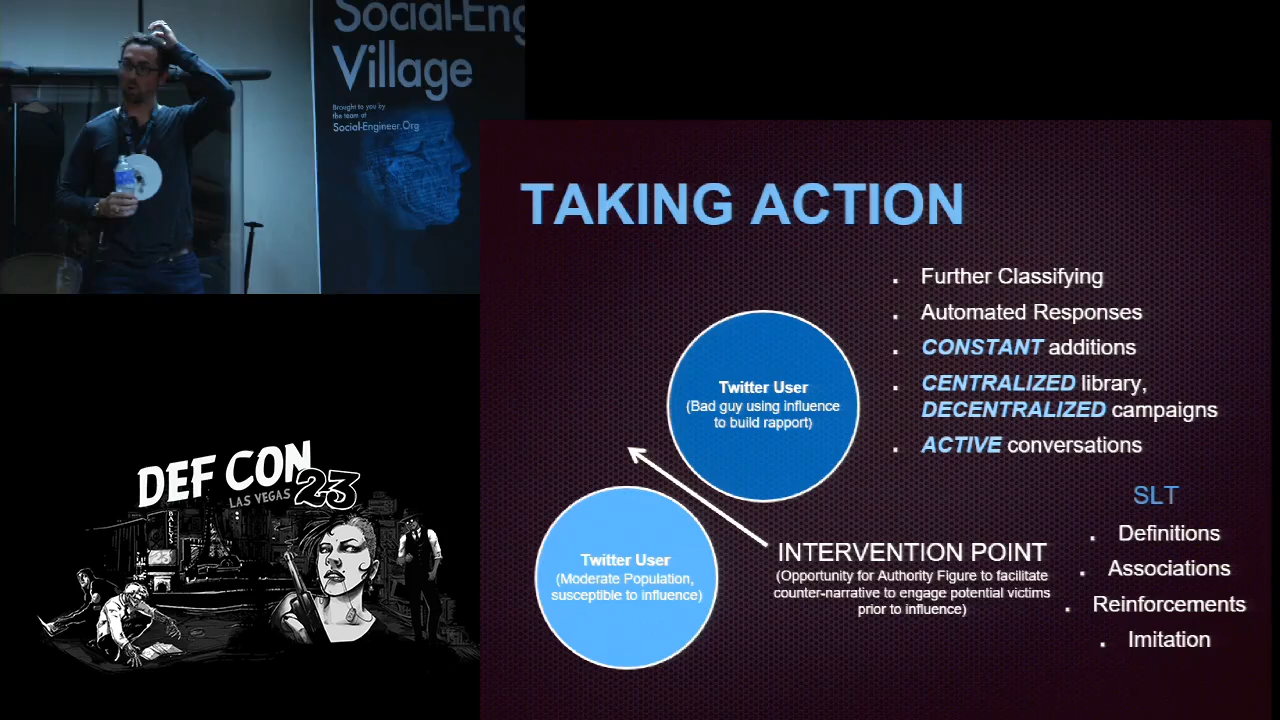 Social-Eng
Village
Brought to you by
the team at
Social-Engineer.Org
TAKING ACTION
Further Classifying
Automated Responses
CONSTANT additions
CENTRALIZED library,
DECENTRALIZED campaigns
ACTIVE conversations
Twitter User
(Bad guy using influence
to build rapport)
Twitter User
(Moderate Population,
susceptible to influence)
INTERVENTION POINT
(Opportunity for Authority Figure to facilitate
counter-narrative to engage potential victims
prior to influence)
SLT
Definitions
Associations
Reinforcements
Imitation
DEF CON
LAS VEGAS 23
BALLY'S
23